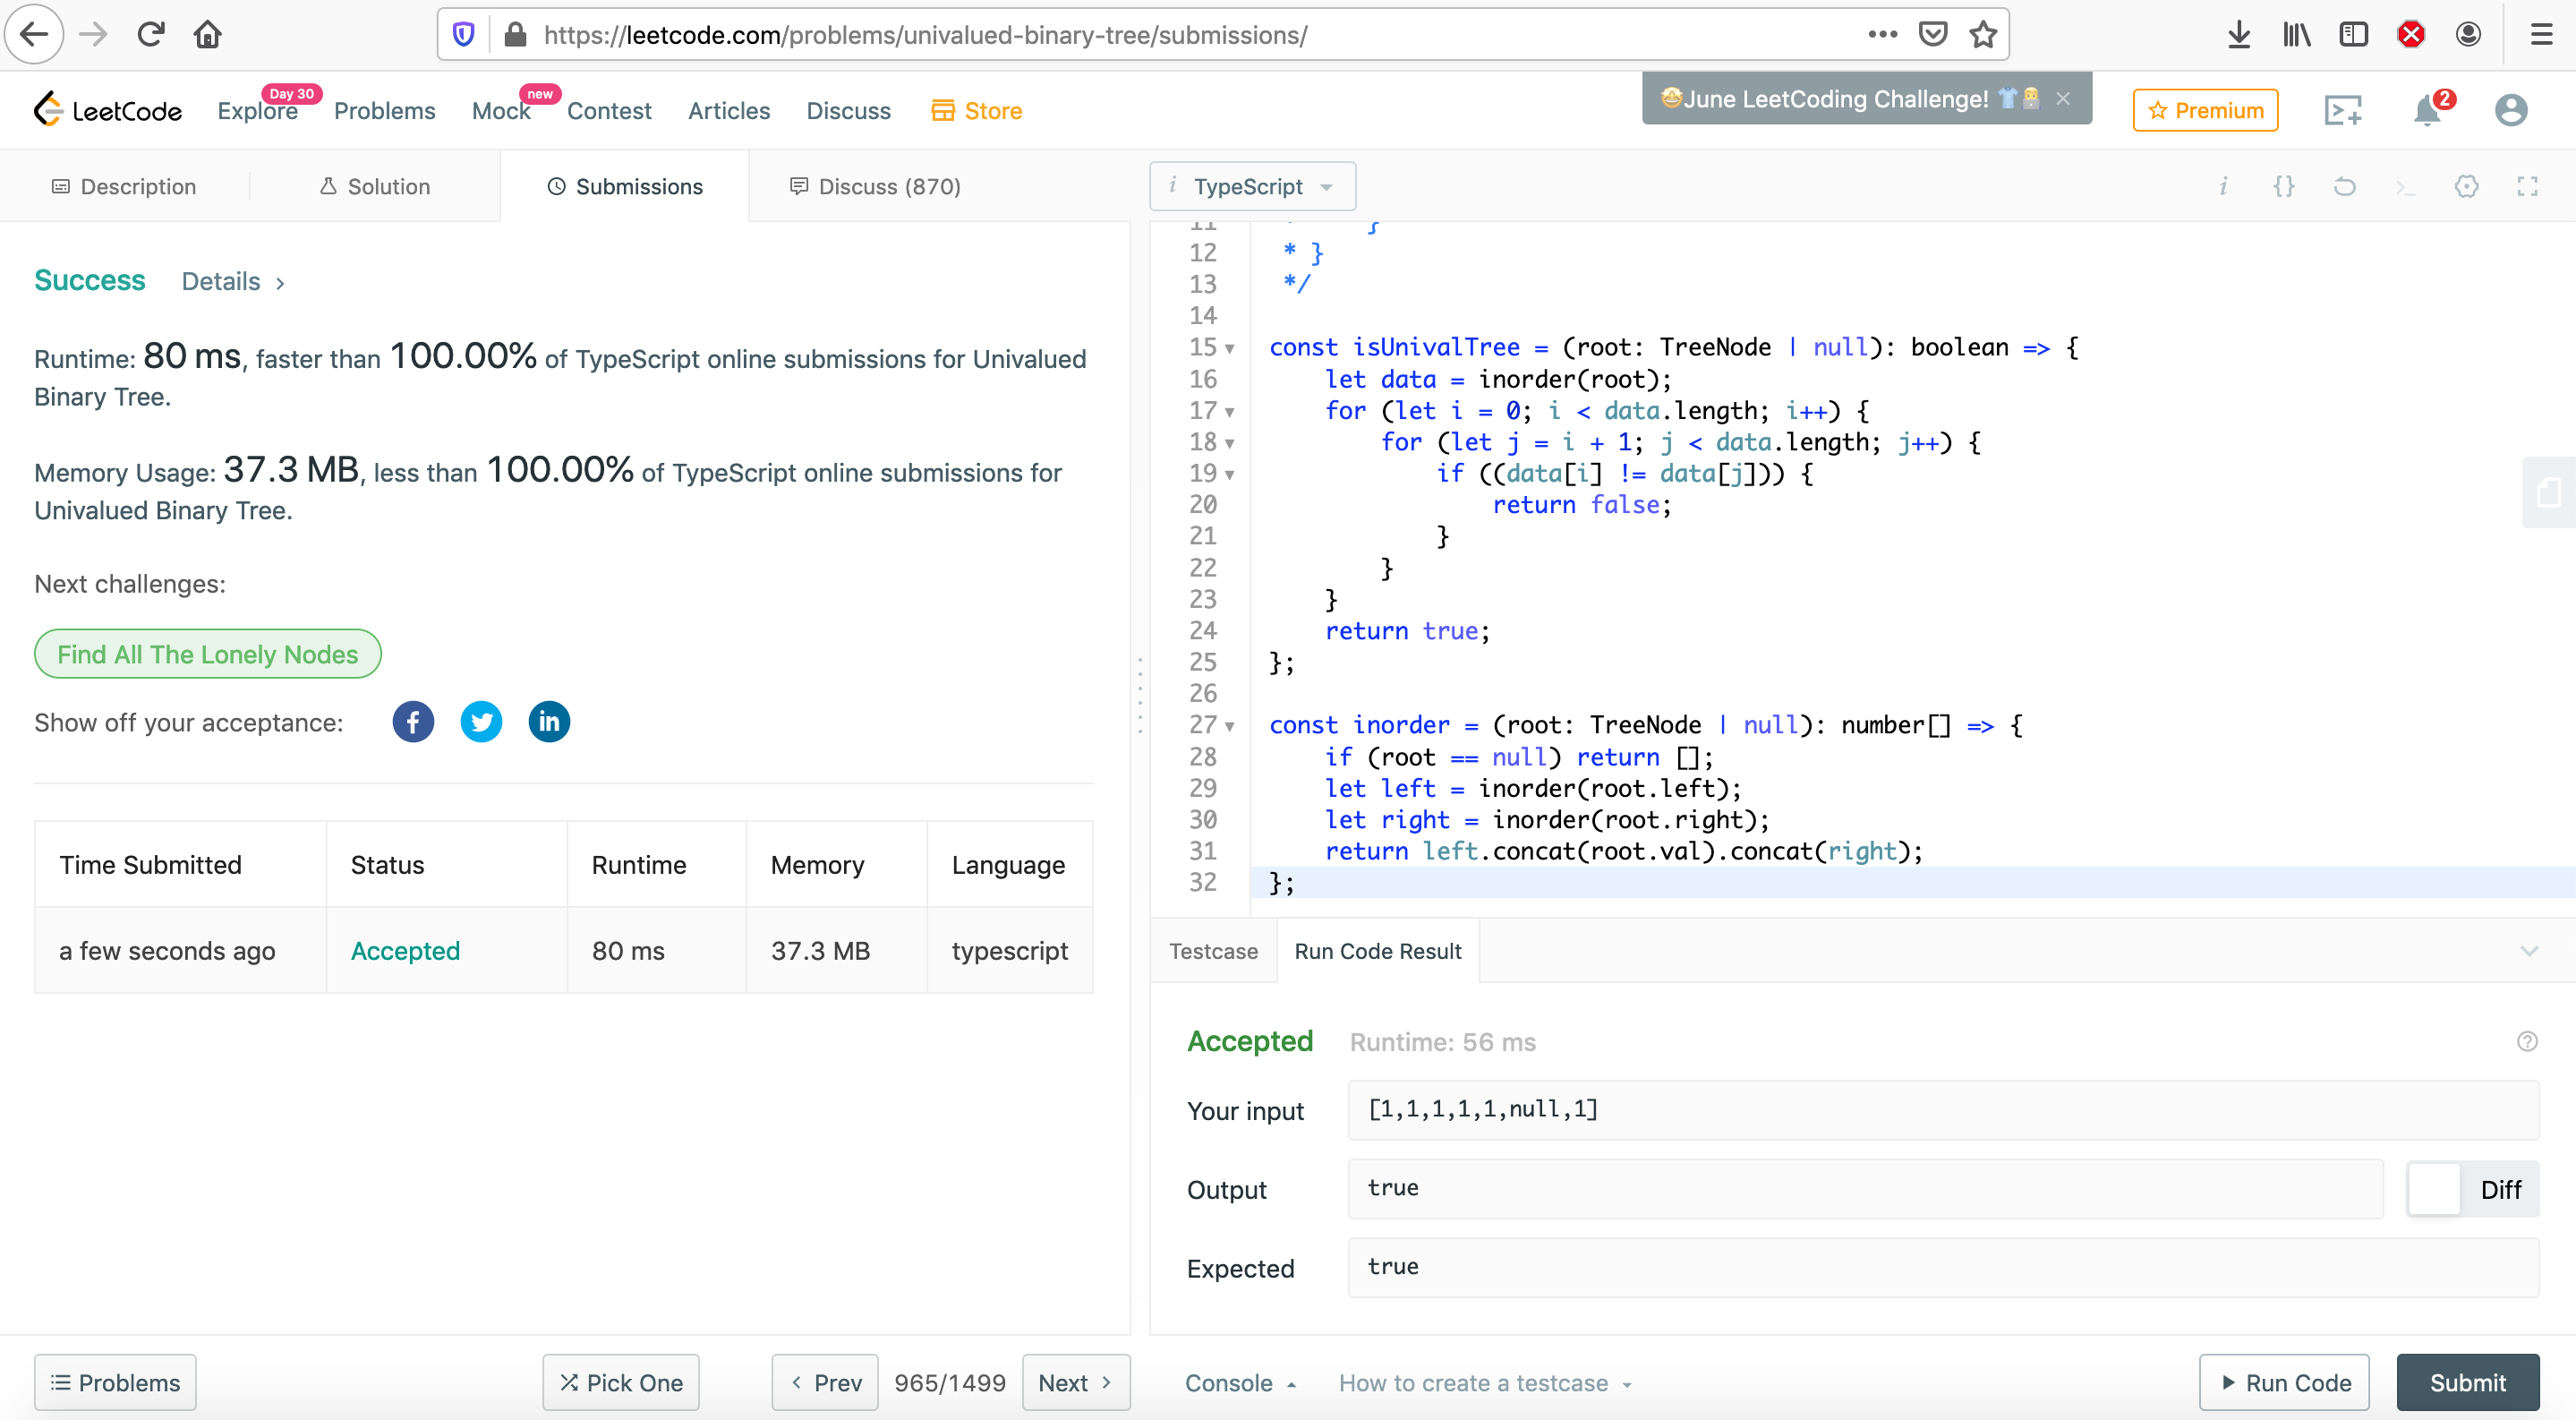 https://leetcode.com/problems/univalued-binary-tree/submissions/
LeetCode
Explore
Day 30
Problems
Mock
new
Contest
Articles
Discuss
Store
🤩June LeetCoding Challenge! 👕👨‍🦳
Premium
2
Description
Solution
Submissions
Discuss (870)
Success
Details
Runtime: 80 ms, faster than 100.00% of TypeScript online submissions for Univalued
Binary Tree.
Memory Usage: 37.3 MB, less than 100.00% of TypeScript online submissions for
Univalued Binary Tree.
Next challenges:
Find All The Lonely Nodes
Show off your acceptance:
Time Submitted Status Runtime Memory Language
a few seconds ago Accepted 80 ms 37.3 MB typescript
Problems
Pick One
Prev
965/1499
Next
i TypeScript
i {}
11 * }
12 * }
13 */
14
15 const isUnivalTree = (root: TreeNode | null): boolean => {
16 let data = inorder(root);
17 for (let i = 0; i < data.length; i++) {
18 for (let j = i + 1; j < data.length; j++) {
19 if ((data[i] != data[j])) {
20 return false;
21 }
22 }
23 }
24 return true;
25 };
26
27 const inorder = (root: TreeNode | null): number[] => {
28 if (root == null) return [];
29 let left = inorder(root.left);
30 let right = inorder(root.right);
31 return left.concat(root.val).concat(right);
32 };
Testcase
Run Code Result
Accepted Runtime: 56 ms
Your input [1,1,1,1,1,null,1]
Output true
Diff
Expected true
Console
How to create a testcase
Run Code
Submit